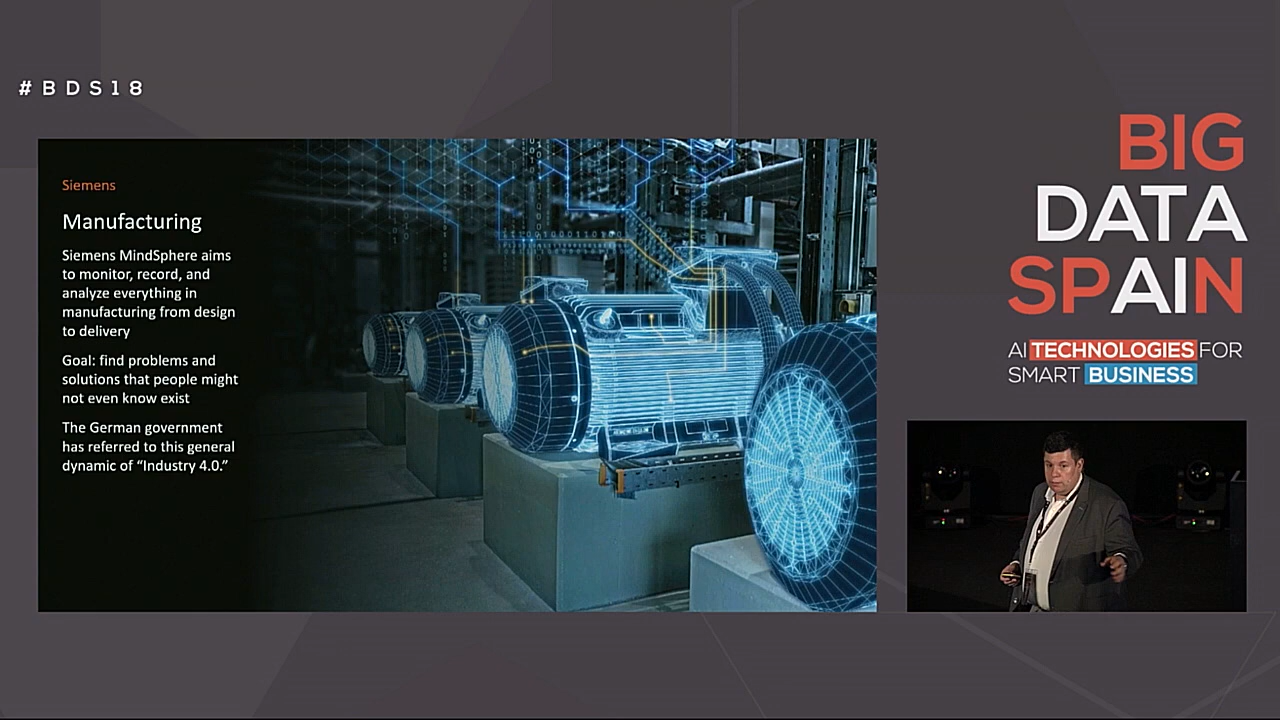 #BDS18
Siemens
Manufacturing
Siemens MindSphere aims
to monitor, record, and
analyze everything in
manufacturing from design
to delivery
Goal: find problems and
solutions that people might
not even know exist
The German government
has referred to this general
dynamic of “Industry 4.0.”
BIG
DATA
SPAIN
AI TECHNOLOGIES FOR
SMART BUSINESS